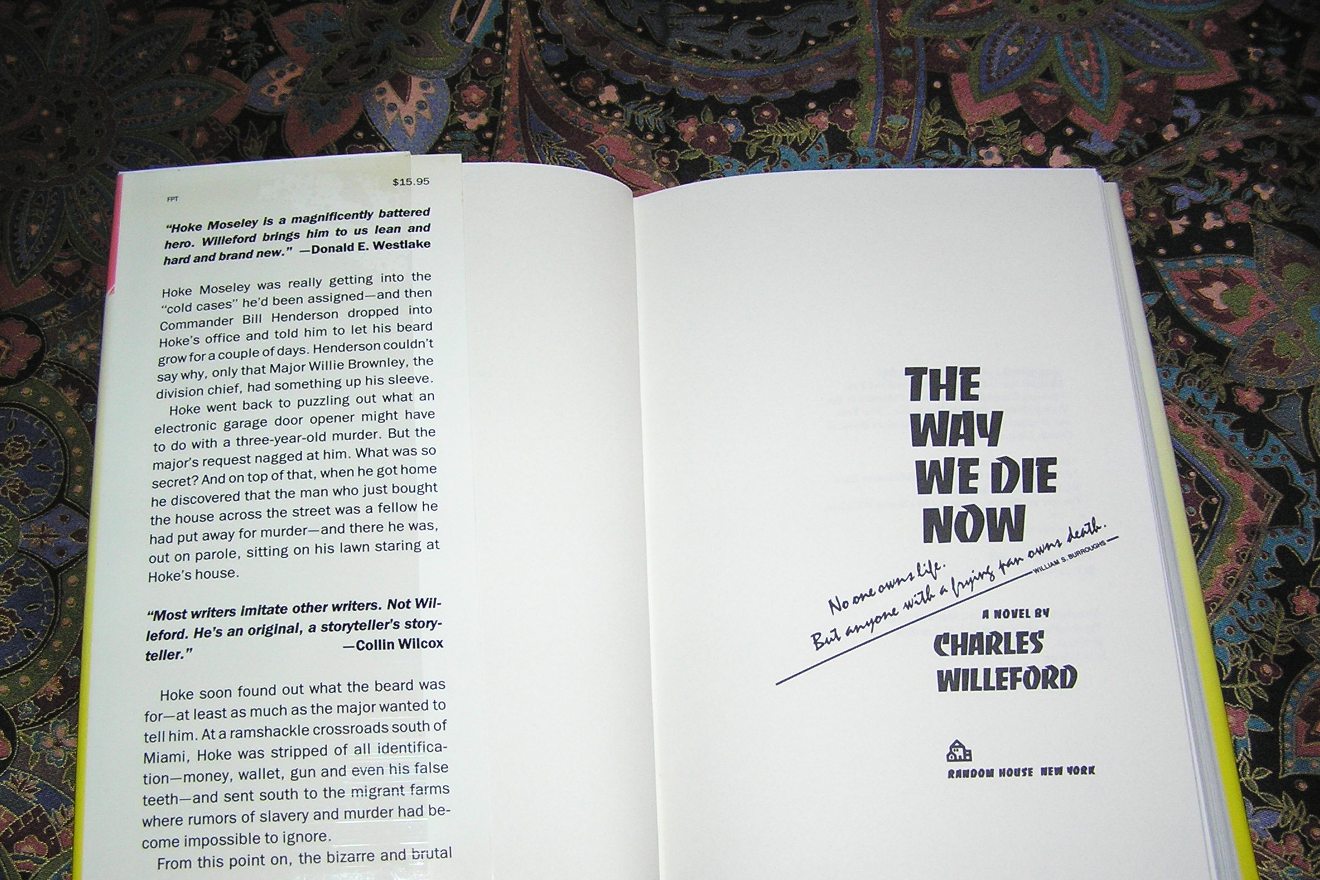 $15.95
FPT
“Hoke Moseley is a magnificently battered
hero. Willeford brings him to us lean and
hard and brand new.” —Donald E. Westlake
Hoke Moseley was really getting into the
“cold cases” he’d been assigned—and then
Commander Bill Henderson dropped into
Hoke’s office and told him to let his beard
grow for a couple of days. Henderson couldn’t
say why, only that Major Willie Brownley, the
division chief, had something up his sleeve.
Hoke went back to puzzling out what an
electronic garage door opener might have
to do with a three-year-old murder. But the
major’s request nagged at him. What was so
secret? And on top of that, when he got home
he discovered that the man who just bought
the house across the street was a fellow he
had put away for murder—and there he was,
out on parole, sitting on his lawn staring at
Hoke’s house.
“Most writers imitate other writers. Not Wil-
leford. He’s an original, a storyteller’s story-
teller.” —Collin Wilcox
Hoke soon found out what the beard was
for—at least as much as the major wanted to
tell him. At a ramshackle crossroads south of
Miami, Hoke was stripped of all identifica-
tion—money, wallet, gun and even his false
teeth—and sent south to the migrant farms
where rumors of slavery and murder had be-
come impossible to ignore.
From this point on, the bizarre and brutal
THE
WAY
WE DIE
NOW
No one owns life.
But anyone with a frying pan owns death.
WILLIAM S. BURROUGHS
A NOVEL BY
CHARLES
WILLEFORD
RANDOM HOUSE NEW YORK